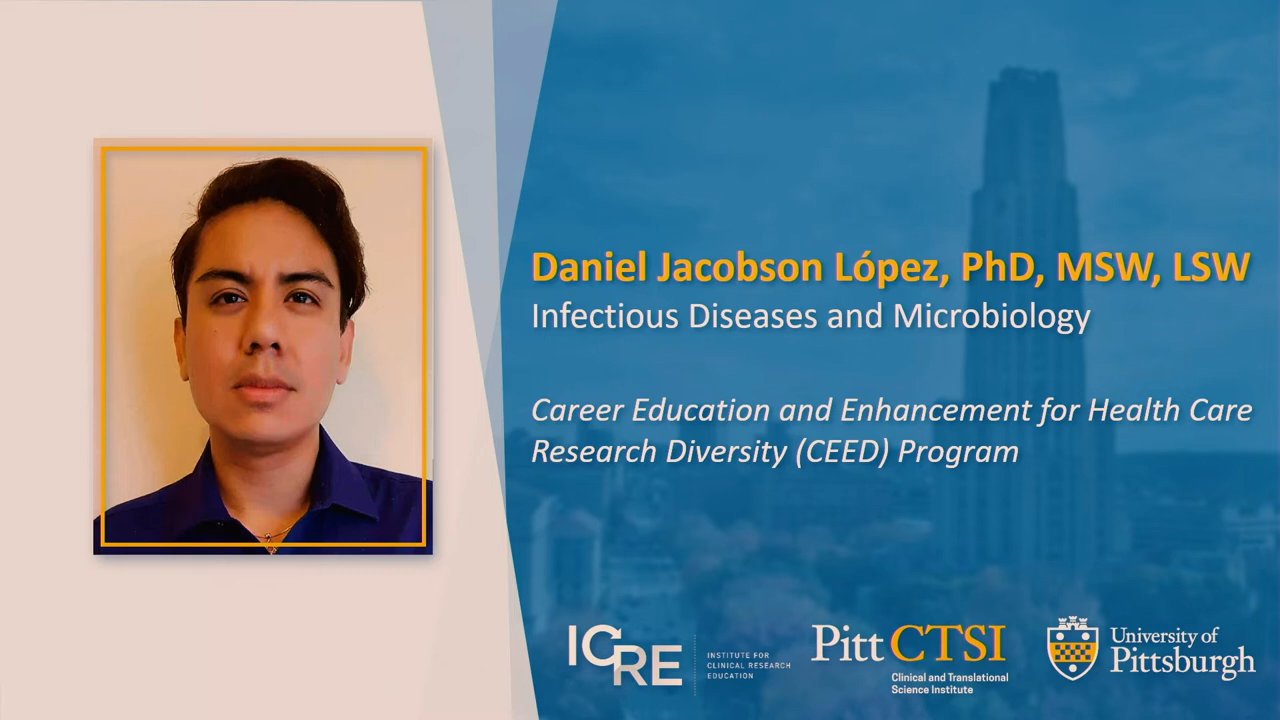 Daniel Jacobson López, PhD, MSW, LSW
Infectious Diseases and Microbiology
Career Education and Enhancement for Health Care
Research Diversity (CEED) Program
ICRE
INSTITUTE FOR
CLINICAL RESEARCH
EDUCATION
Pitt CTSI
Clinical and Translational
Science Institute
University of
Pittsburgh